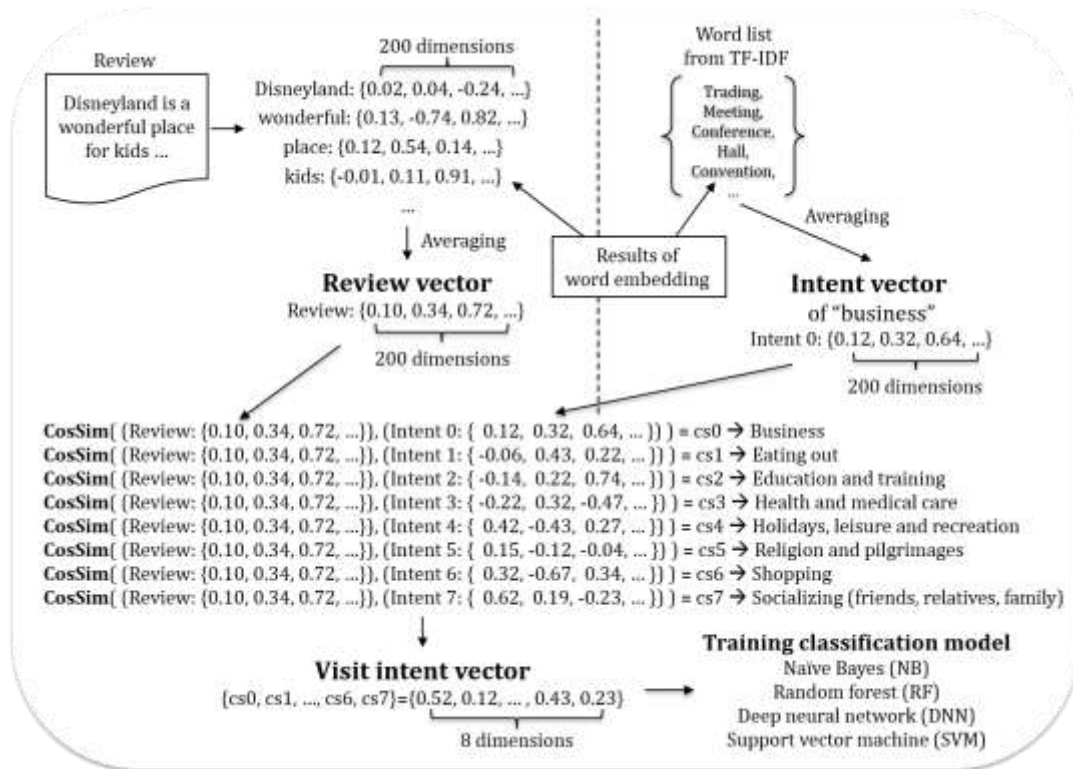 Review
Disneyland is a
wonderful place
for kids ...
200 dimensions
Disneyland: {0.02, 0.04, -0.24, ...}
wonderful: {0.13, -0.74, 0.82, ...}
place: {0.12, 0.54, 0.14, ...}
kids: {-0.01, 0.11, 0.91, ...}
...
Averaging
Review vector
Review: {0.10, 0.34, 0.72, ...}
200 dimensions
Results of
word embedding
Word list
from TF-IDF
Trading,
Meeting,
Conference,
Hall,
Convention,
...
Averaging
Intent vector
of "business"
Intent 0: {0.12, 0.32, 0.64, ...}
200 dimensions
CosSim( (Review: {0.10, 0.34, 0.72, ...}), (Intent 0: { 0.12, 0.32, 0.64, ... }) ) = cs0 → Business
CosSim( (Review: {0.10, 0.34, 0.72, ...}), (Intent 1: { -0.06, 0.43, 0.22, ... }) ) = cs1 → Eating out
CosSim( (Review: {0.10, 0.34, 0.72, ...}), (Intent 2: { -0.14, 0.22, 0.74, ... }) ) = cs2 → Education and training
CosSim( (Review: {0.10, 0.34, 0.72, ...}), (Intent 3: { -0.22, 0.32, -0.47, ... }) ) = cs3 → Health and medical care
CosSim( (Review: {0.10, 0.34, 0.72, ...}), (Intent 4: { 0.42, -0.43, 0.27, ... }) ) = cs4 → Holidays, leisure and recreation
CosSim( (Review: {0.10, 0.34, 0.72, ...}), (Intent 5: { 0.15, -0.12, -0.04, ... }) ) = cs5 → Religion and pilgrimages
CosSim( (Review: {0.10, 0.34, 0.72, ...}), (Intent 6: { 0.32, -0.67, 0.34, ... }) ) = cs6 → Shopping
CosSim( (Review: {0.10, 0.34, 0.72, ...}), (Intent 7: { 0.62, 0.19, -0.23, ... }) ) = cs7 → Socializing (friends, relatives, family)
Visit intent vector
{cs0, cs1, ..., cs6, cs7}={0.52, 0.12, ... , 0.43, 0.23}
8 dimensions
Training classification model
Naïve Bayes (NB)
Random forest (RF)
Deep neural network (DNN)
Support vector machine (SVM)